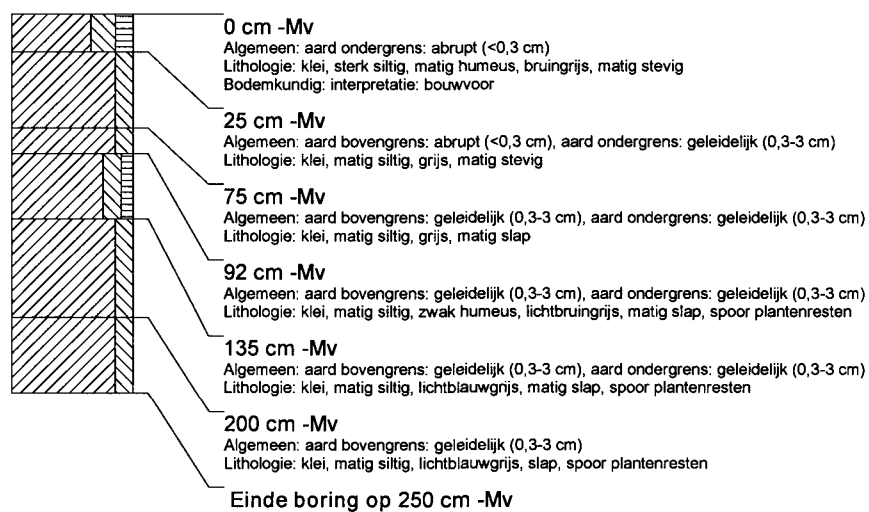 0 cm -Mv
Algemeen: aard ondergrens: abrupt (<0,3 cm)
Lithologie: klei, sterk siltig, matig humeus, bruingrijs, matig stevig
Bodemkundig: interpretatie: bouwvoor
25 cm -Mv
Algemeen: aard bovengrens: abrupt (<0,3 cm), aard ondergrens: geleidelijk (0,3-3 cm)
Lithologie: klei, matig siltig, grijs, matig stevig
75 cm -Mv
Algemeen: aard bovengrens: geleidelijk (0,3-3 cm), aard ondergrens: geleidelijk (0,3-3 cm)
Lithologie: klei, matig siltig, grijs, matig slap
92 cm -Mv
Algemeen: aard bovengrens: geleidelijk (0,3-3 cm), aard ondergrens: geleidelijk (0,3-3 cm)
Lithologie: klei, matig siltig, zwak humeus, lichtbruingrijs, matig slap, spoor plantenresten
135 cm -Mv
Algemeen: aard bovengrens: geleidelijk (0,3-3 cm), aard ondergrens: geleidelijk (0,3-3 cm)
Lithologie: klei, matig siltig, lichtblauwgrijs, matig slap, spoor plantenresten
200 cm -Mv
Algemeen: aard bovengrens: geleidelijk (0,3-3 cm)
Lithologie: klei, matig siltig, lichtblauwgrijs, slap, spoor plantenresten
Einde boring op 250 cm -Mv